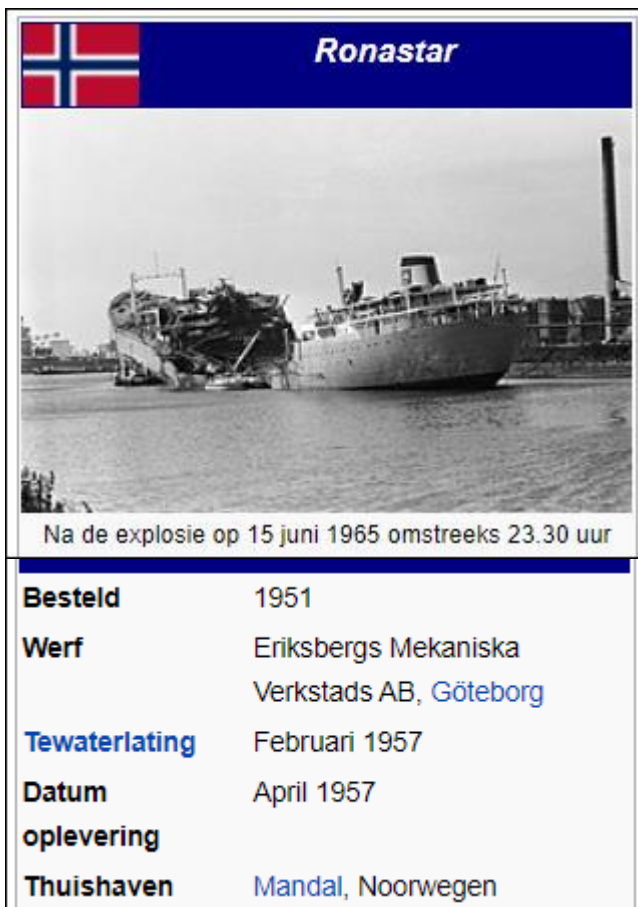 Ronastar
Na de explosie op 15 juni 1965 omstreeks 23.30 uur
Besteld 1951
Werf Eriksbergs Mekaniska
Verkstads AB, Göteborg
Tewaterlating Februari 1957
Datum April 1957
oplevering
Thuishaven Mandal, Noorwegen